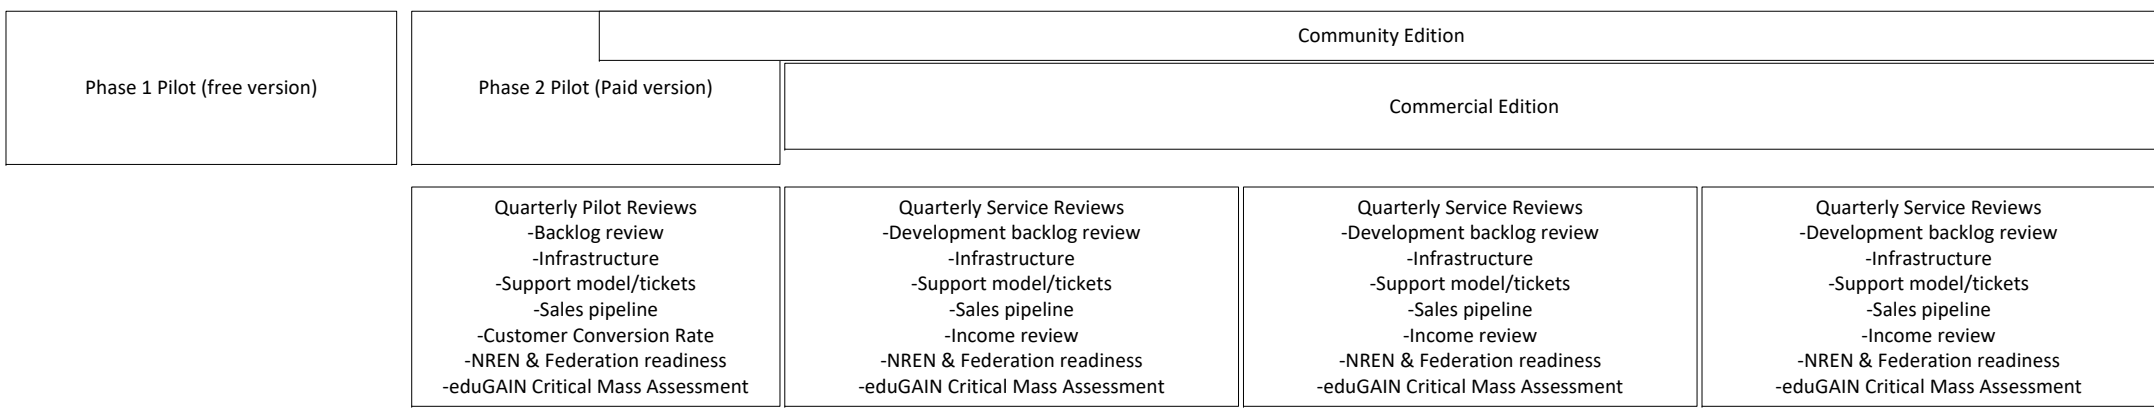 Phase 1 Pilot (free version)
Phase 2 Pilot (Paid version)
Community Edition
Commercial Edition
Quarterly Pilot Reviews
-Backlog review
-Infrastructure
-Support model/tickets
-Sales pipeline
-Customer Conversion Rate
-NREN & Federation readiness
-eduGAIN Critical Mass Assessment
Quarterly Service Reviews
-Development backlog review
-Infrastructure
-Support model/tickets
-Sales pipeline
-Income review
-NREN & Federation readiness
-eduGAIN Critical Mass Assessment
Quarterly Service Reviews
-Development backlog review
-Infrastructure
-Support model/tickets
-Sales pipeline
-Income review
-NREN & Federation readiness
-eduGAIN Critical Mass Assessment
Quarterly Service Reviews
-Development backlog review
-Infrastructure
-Support model/tickets
-Sales pipeline
-Income review
-NREN & Federation readiness
-eduGAIN Critical Mass Assessment